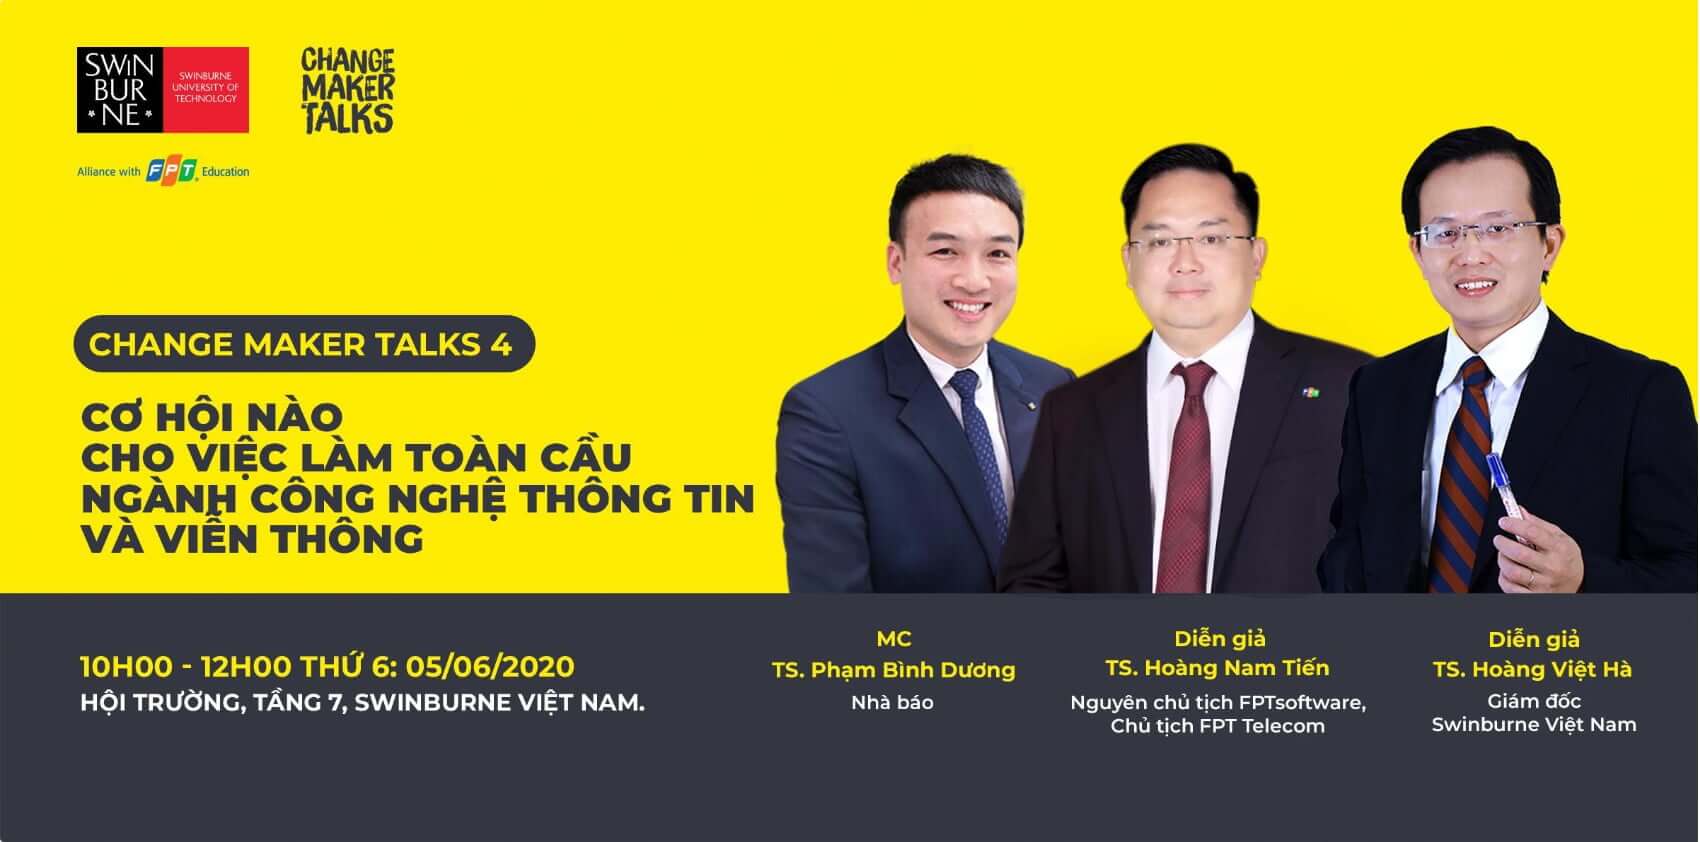 SWIN
BUR
NE
SWINBURNE
UNIVERSITY OF
TECHNOLOGY
CHANGE
MAKER
TALKS
Alliance with FPT Education
CHANGE MAKER TALKS 4
CƠ HỘI NÀO
CHO VIỆC LÀM TOÀN CẦU
NGÀNH CÔNG NGHỆ THÔNG TIN
VÀ VIỄN THÔNG
FPT
10H00 - 12H00 THỨ 6: 05/06/2020
HỘI TRƯỜNG, TẦNG 7, SWINBURNE VIỆT NAM.
MC
TS. Phạm Bình Dương
Nhà báo
Diễn giả
TS. Hoàng Nam Tiến
Nguyên chủ tịch FPTsoftware,
Chủ tịch FPT Telecom
Diễn giả
TS. Hoàng Việt Hà
Giám đốc
Swinburne Việt Nam